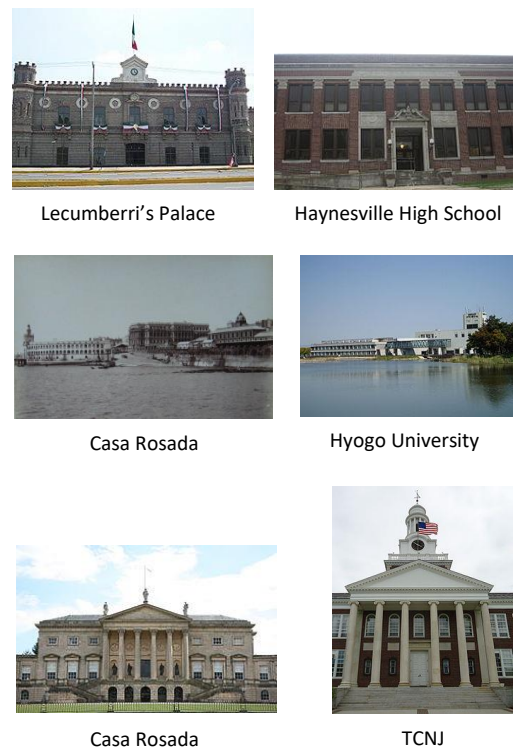 Lecumberri’s Palace
Haynesville High School
Casa Rosada
Hyogo University
Casa Rosada
TCNJ